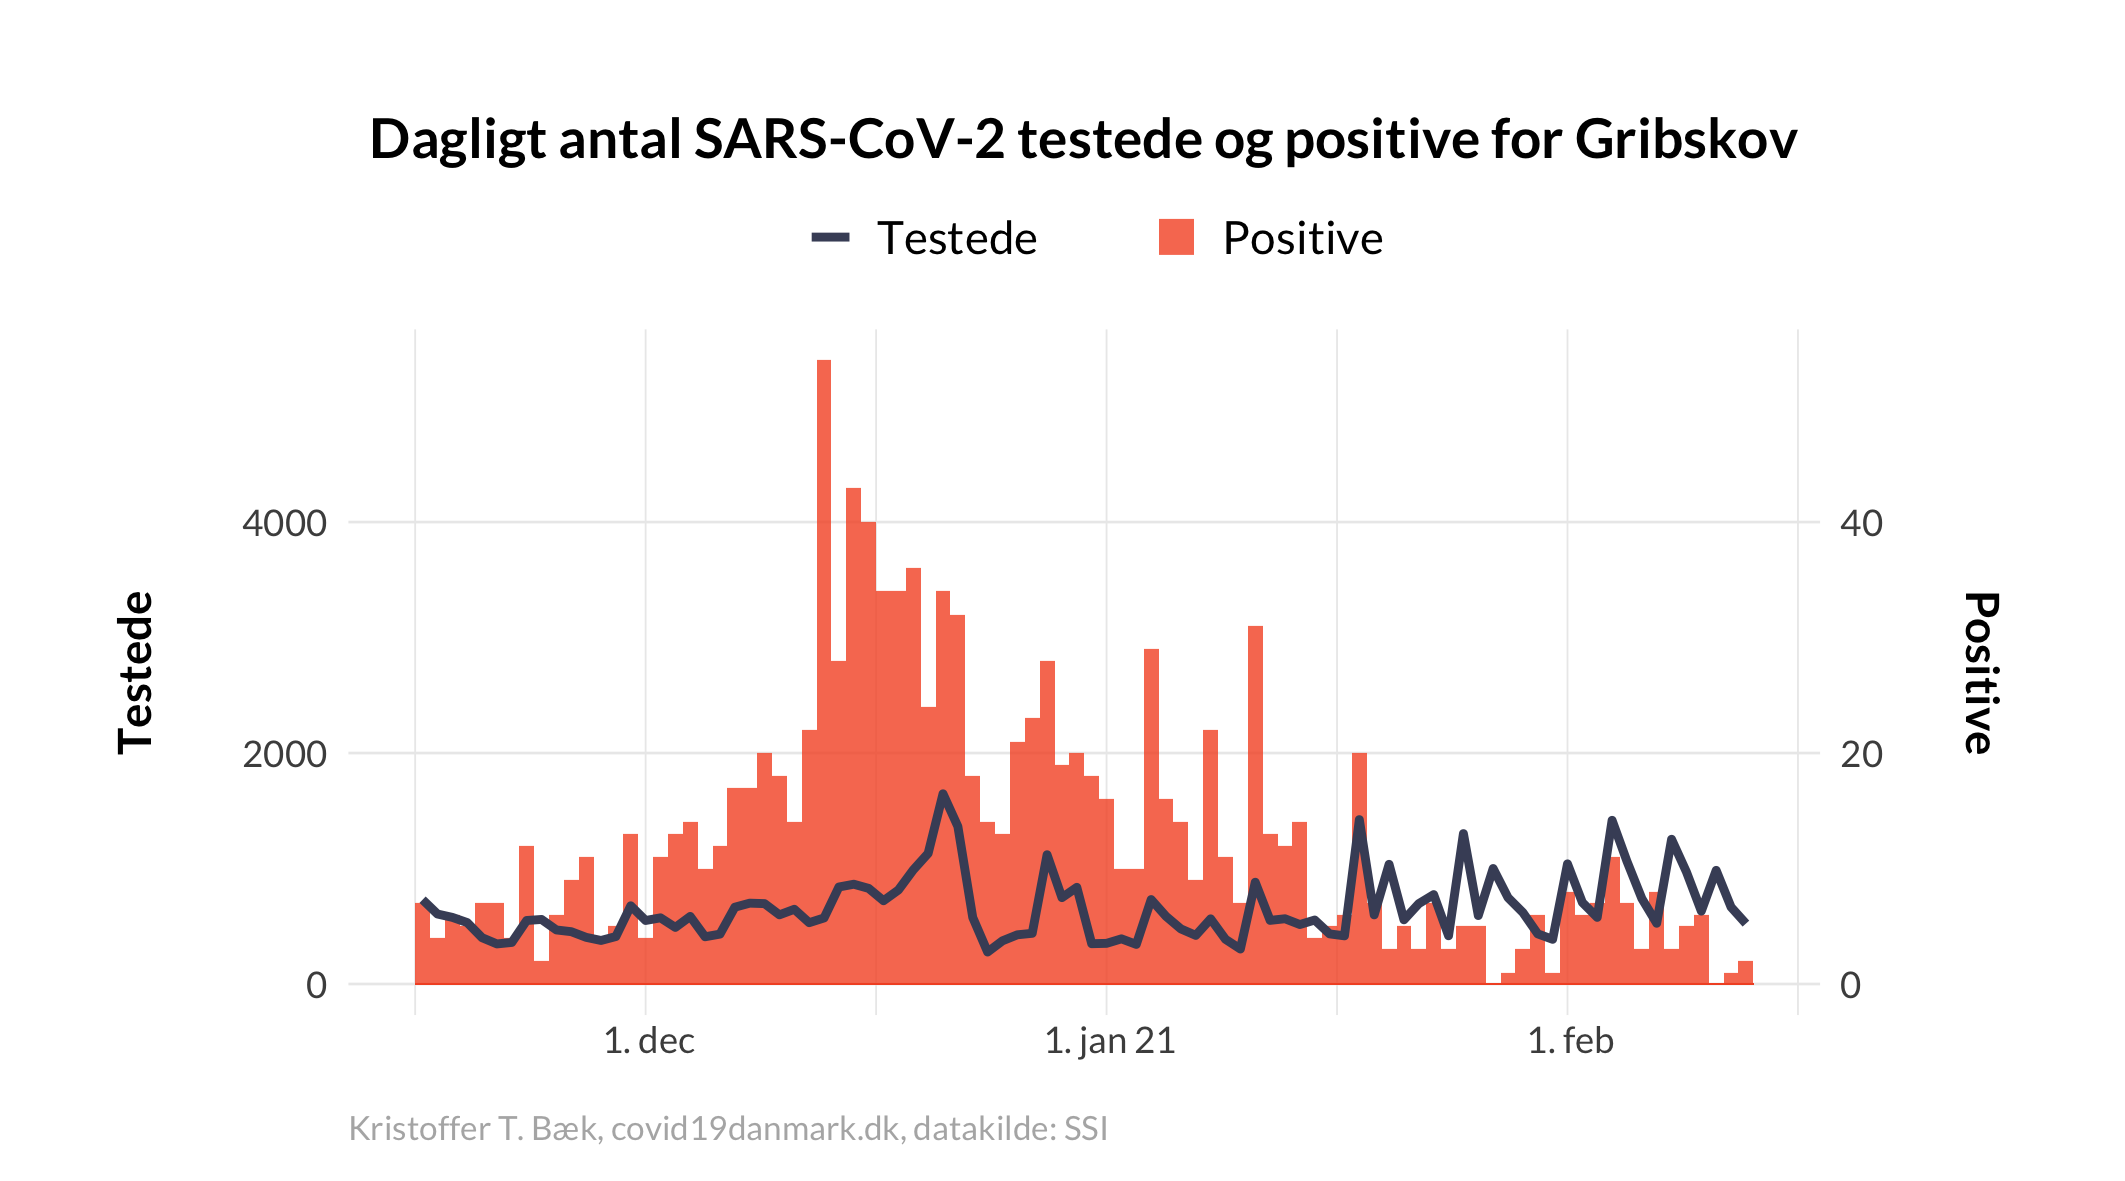 Dagligt antal SARS-CoV-2 testede og positive for Gribskov
Testede Positive
4000 40
2000 20
0 0
Testede
Positive
1. dec 1. jan 21 1. feb
Kristoffer T. Bæk, covid19danmark.dk, datakilde: SSI